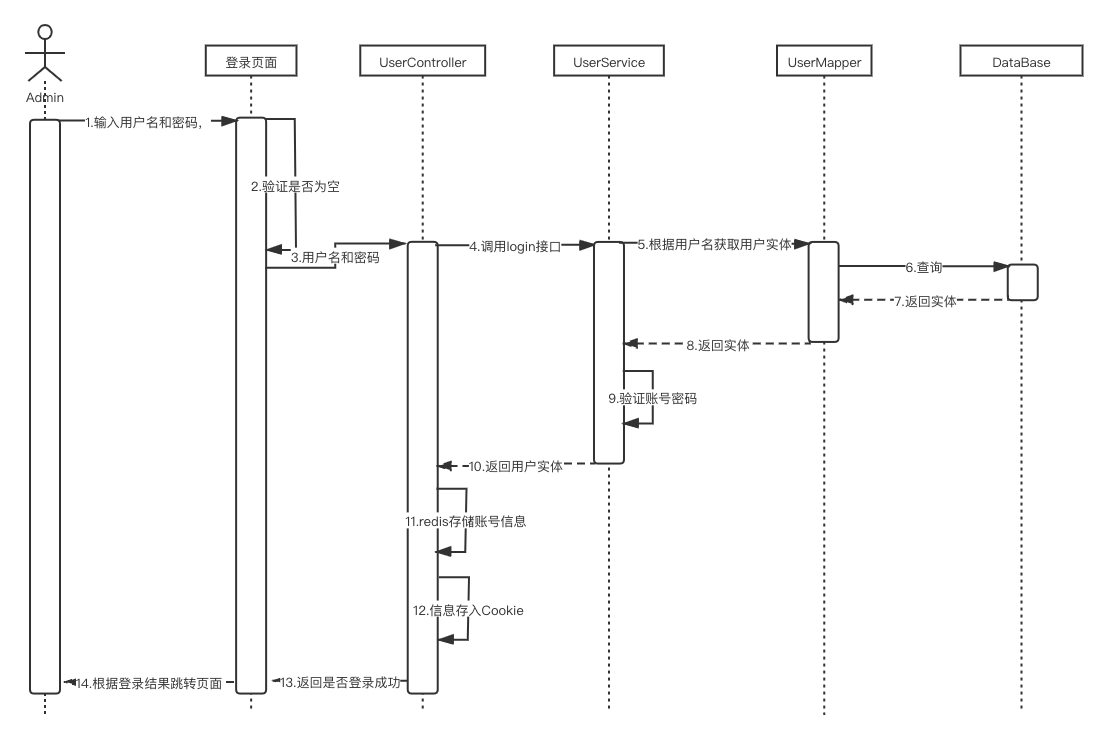 登录页面
UserController
UserService
UserMapper
DataBase
Admin
1.输入用户名和密码，
2.验证是否为空
3.用户名和密码
4.调用login接口
5.根据用户名获取用户实体
6.查询
7.返回实体
8.返回实体
9.验证账号密码
10.返回用户实体
11.redis存储账号信息
12.信息存入Cookie
13.返回是否登录成功
14.根据登录结果跳转页面